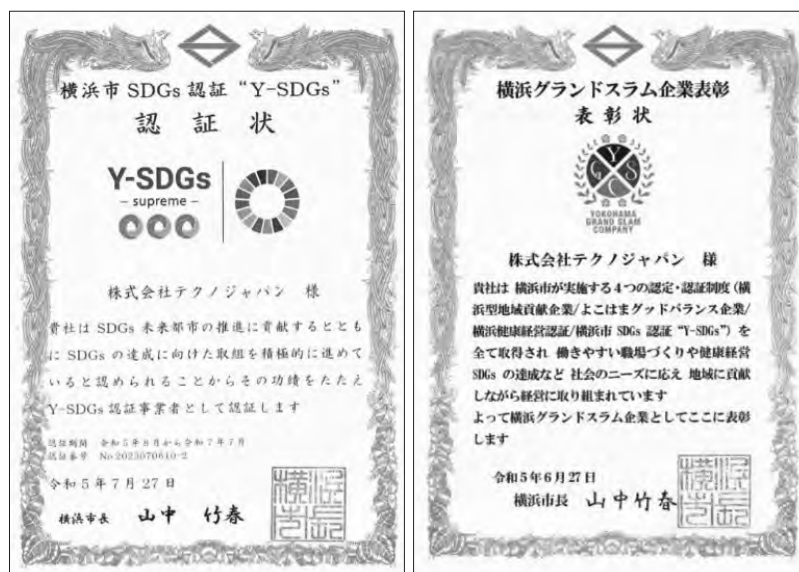 横浜市 SDGs 認証 “Y-SDGs”
認証状
Y-SDGs
– supreme –
株式会社テクノジャパン 様
貴社は SDGs 未来都市の推進に貢献するととも
に SDGs の達成に向けた取組を積極的に進めて
いると認められることからその功績をたたえ
Y-SDGs 認証事業者として認証します
認証期間 令和5年8月から令和7年7月
認証番号 No.2023070610-2
令和5年7月27日
横浜市長 山中 竹春
横浜グランドスラム企業表彰
表彰状
Y
G S
C
YOKOHAMA
GRAND SLAM
COMPANY
株式会社テクノジャパン 様
貴社は 横浜市が実施する4つの認定・認証制度(横
浜型地域貢献企業/よこはまグッドバランス企業/
横浜健康経営認証/横浜市 SDGs 認証 “Y-SDGs”)を
全て取得され 働きやすい職場づくりや健康経営
SDGs の達成など 社会のニーズに応え 地域に貢献
しながら経営に取り組まれています
よって横浜グランドスラム企業としてここに表彰
します
令和5年6月27日
横浜市長 山中竹春